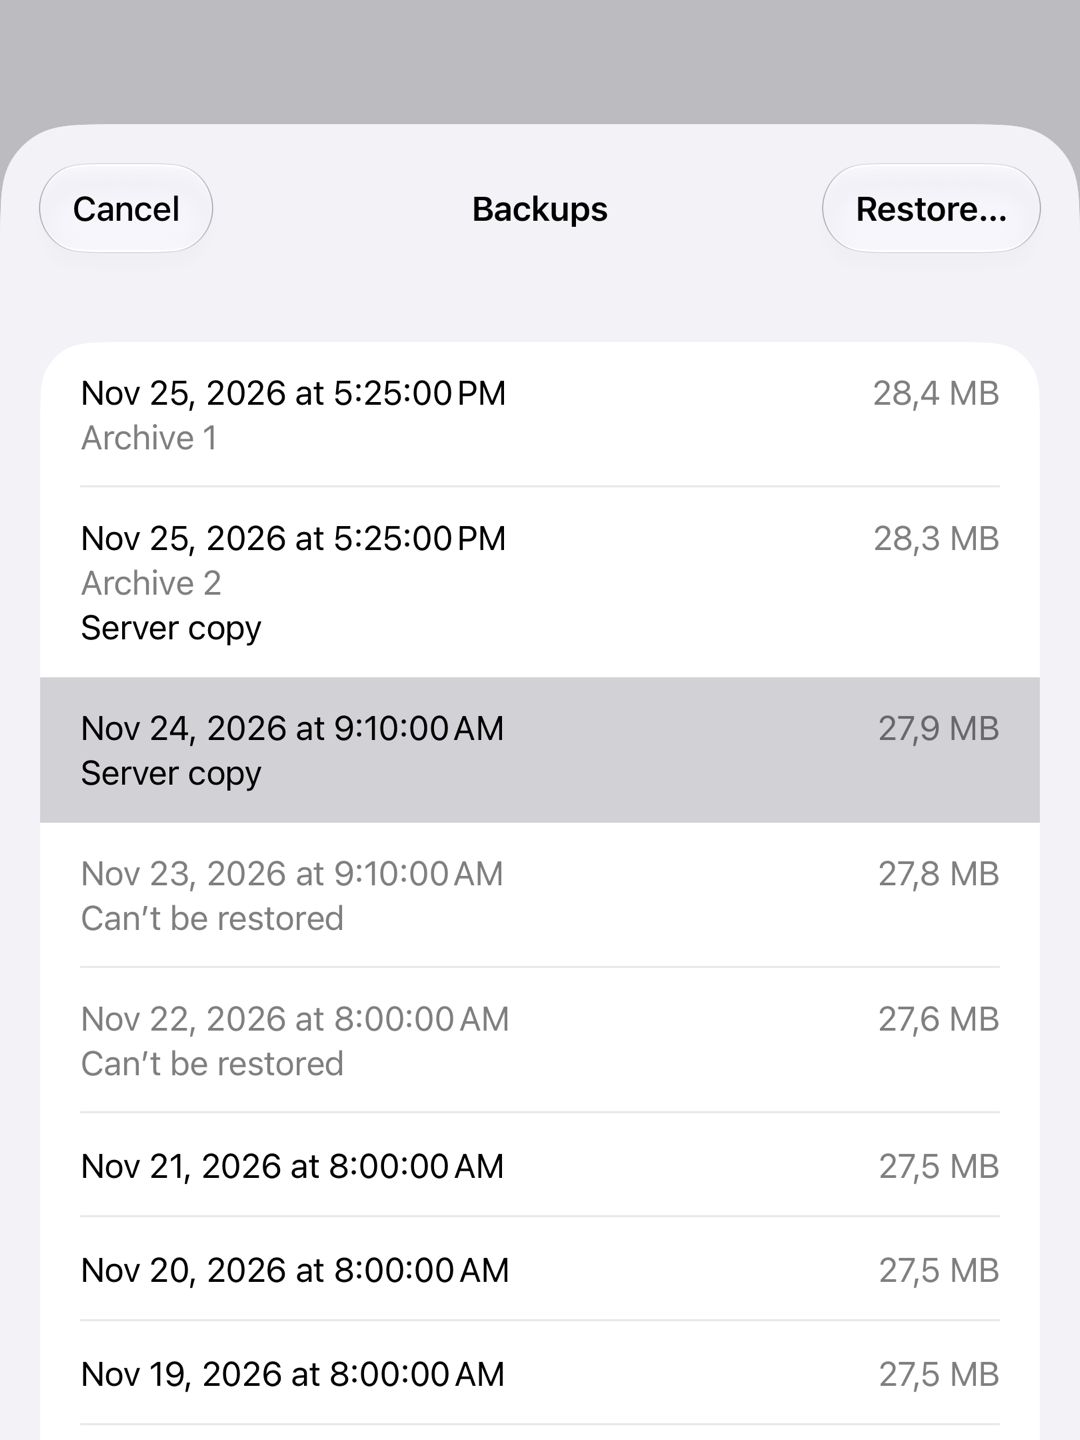 Cancel
Backups
Restore...
Nov 25, 2026 at 5:25:00 PM
28,4 MB
Archive 1
Nov 25, 2026 at 5:25:00 PM
28,3 MB
Archive 2
Server copy
Nov 24, 2026 at 9:10:00 AM
27,9 MB
Server copy
Nov 23, 2026 at 9:10:00 AM
27,8 MB
Can’t be restored
Nov 22, 2026 at 8:00:00 AM
27,6 MB
Can’t be restored
Nov 21, 2026 at 8:00:00 AM
27,5 MB
Nov 20, 2026 at 8:00:00 AM
27,5 MB
Nov 19, 2026 at 8:00:00 AM
27,5 MB